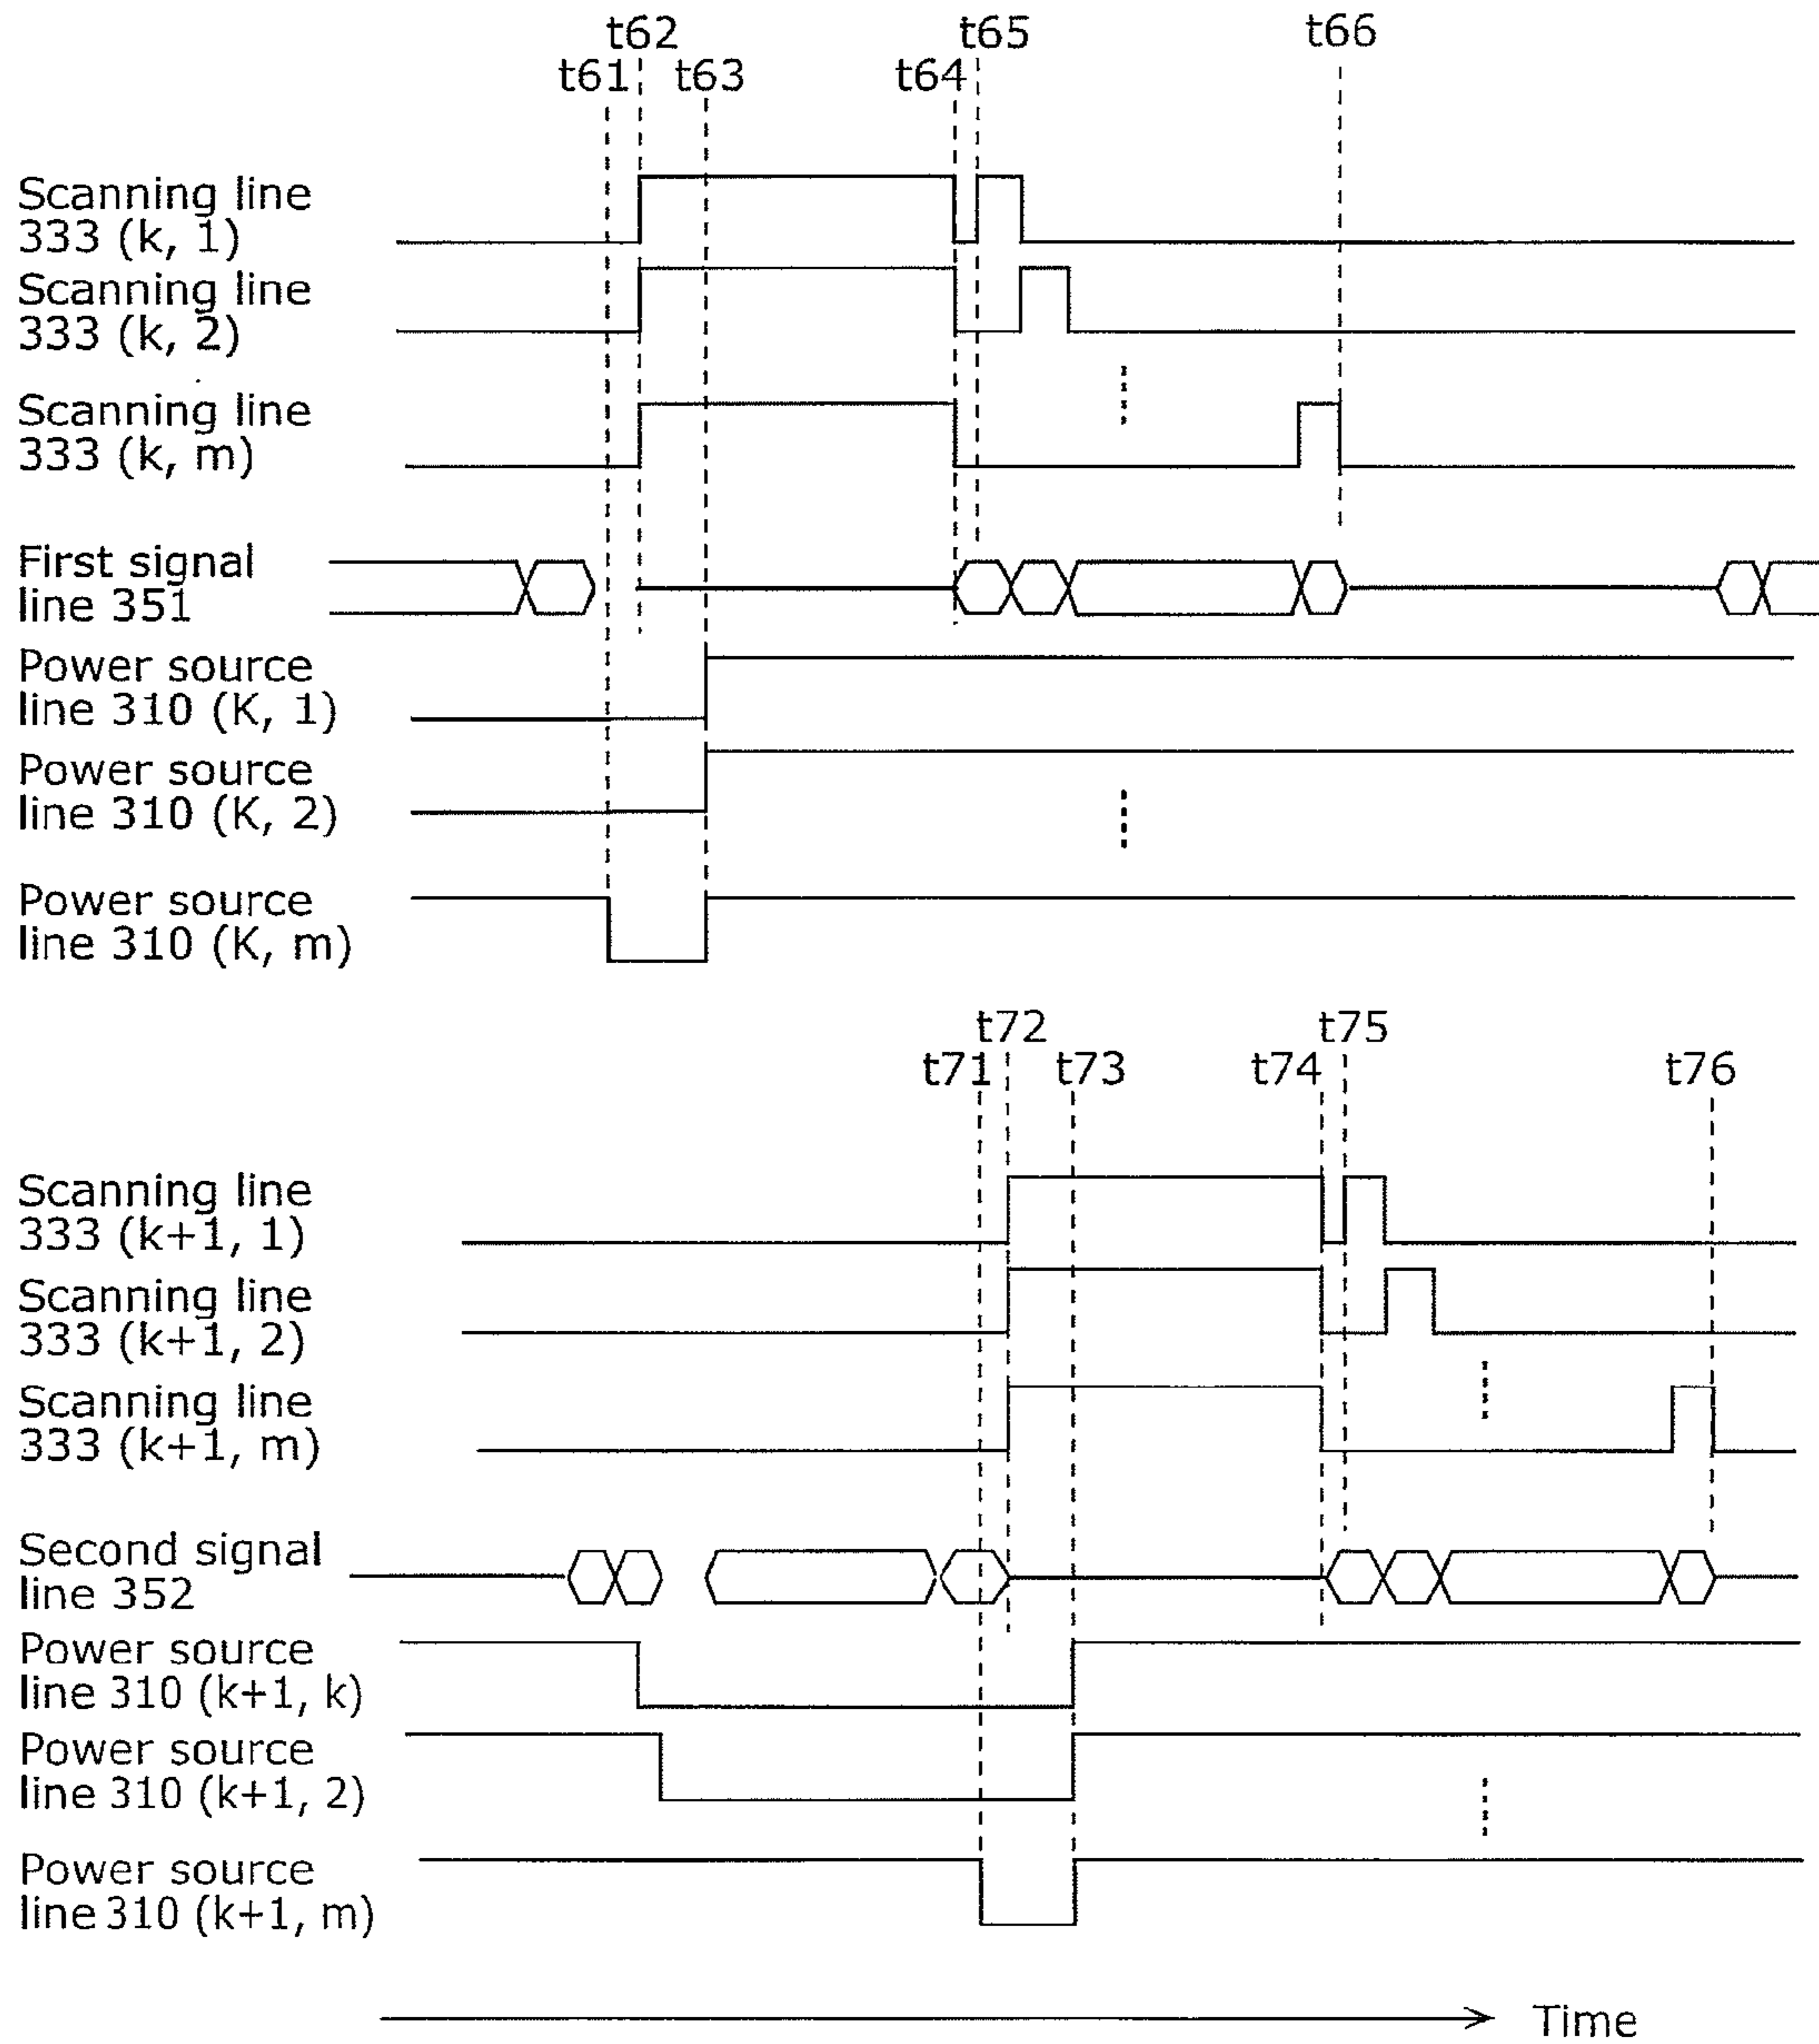 t62
t65
t66
t61
t63
t64
Scanning line
333 (k, 1)
Scanning line
333 (k, 2)
Scanning line
333 (k, m)
First signal
line 351
Power source
line 310 (K, 1)
Power source
line 310 (K, 2)
Power source
line 310 (K, m)
t72
t75
t71
t73
t74
t76
Scanning line
333 (k+1, 1)
Scanning line
333 (k+1, 2)
Scanning line
333 (k+1, m)
Second signal
line 352
Power source
line 310 (k+1, k)
Power source
line 310 (k+1, 2)
Power source
line 310 (k+1, m)
Time